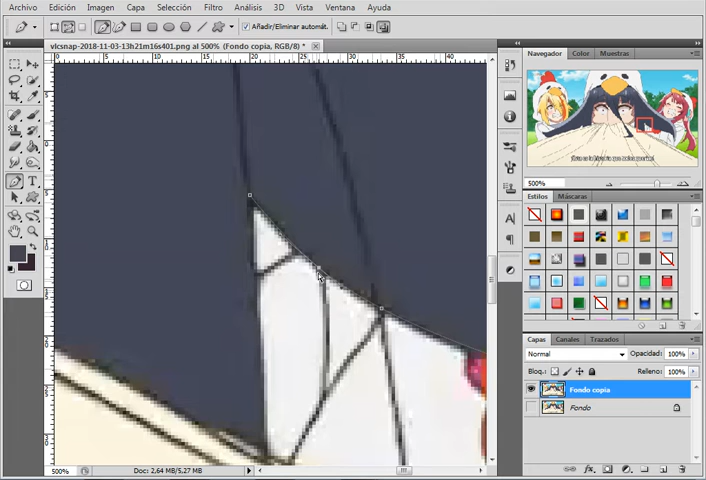 Archivo Edición Imagen Capa Selección Filtro Análisis 3D Vista Ventana Ayuda
Añadir/Eliminar automát.
vlcsnap-2018-11-03-13h21m16s401.png al 500% (Fondo copia, RGB/8) *
Navegador Color Muestras
500%
Estilos Máscaras
Capas Canales Trazados
Normal Opacidad: 100%
Bloq.: Relleno: 100%
Fondo copia
Fondo
500% Doc: 2,64 MB/5,27 MB